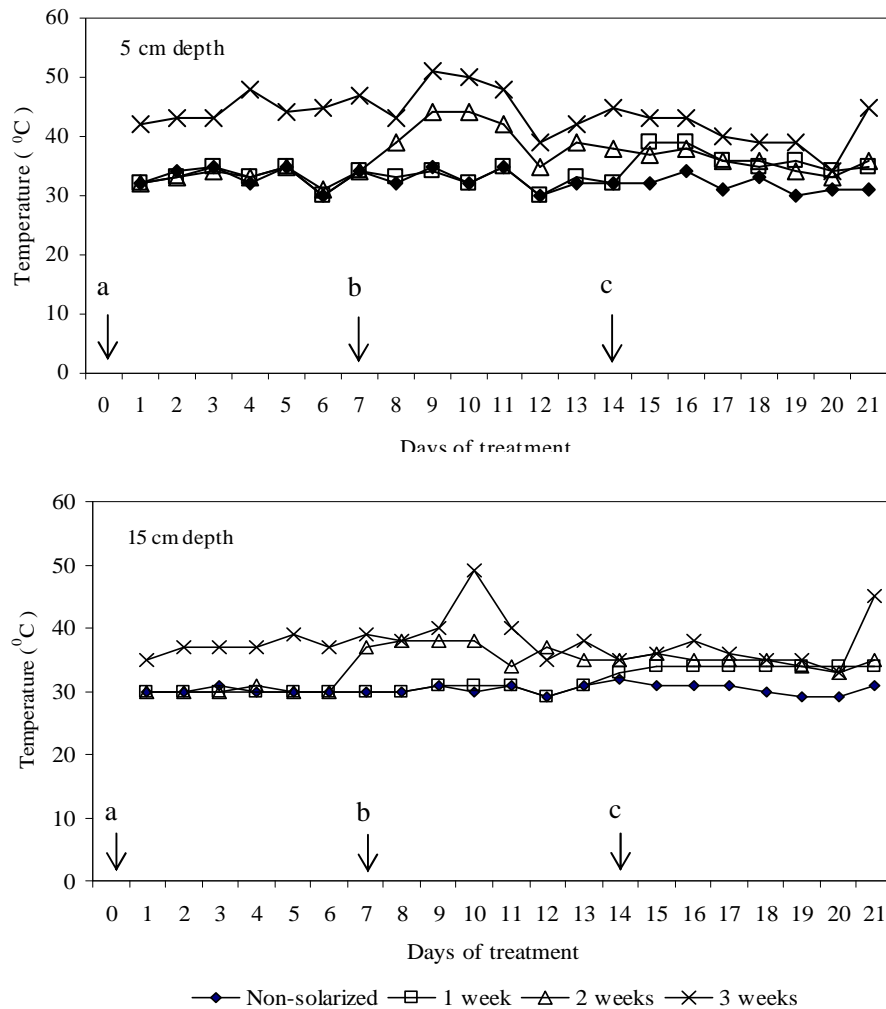 60
5 cm depth
50
40
30
20
10
0
Temperature ( ⁰C )
a
b
c
0 1 2 3 4 5 6 7 8 9 10 11 12 13 14 15 16 17 18 19 20 21
Days of treatment
60
15 cm depth
50
40
30
20
10
0
Temperature ( ⁰C )
a
b
c
0 1 2 3 4 5 6 7 8 9 10 11 12 13 14 15 16 17 18 19 20 21
Days of treatment
Non-solarized 1 week 2 weeks 3 weeks